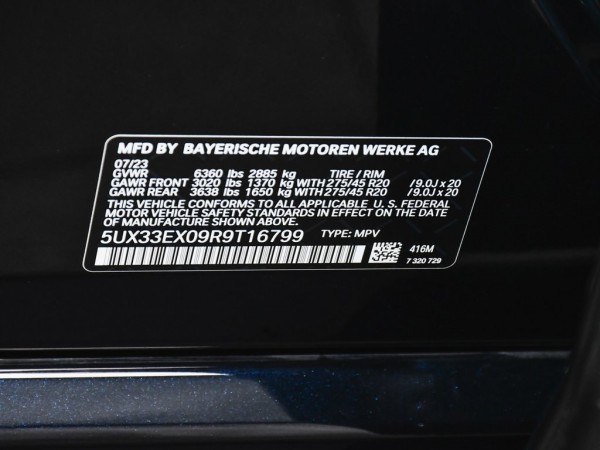 MFD BY BAYERISCHE MOTOREN WERKE AG
07/23
GVWR 6360 lbs 2885 kg TIRE / RIM
GAWR FRONT 3020 lbs 1370 kg WITH 275/45 R20 /9.0J x 20
GAWR REAR 3638 lbs 1650 kg WITH 275/45 R20 /9.0J x 20
THIS VEHICLE CONFORMS TO ALL APPLICABLE U. S. FEDERAL
MOTOR VEHICLE SAFETY STANDARDS IN EFFECT ON THE DATE
OF MANUFACTURE SHOWN ABOVE.
5UX33EX09R9T16799 TYPE: MPV
416M
7 320 729